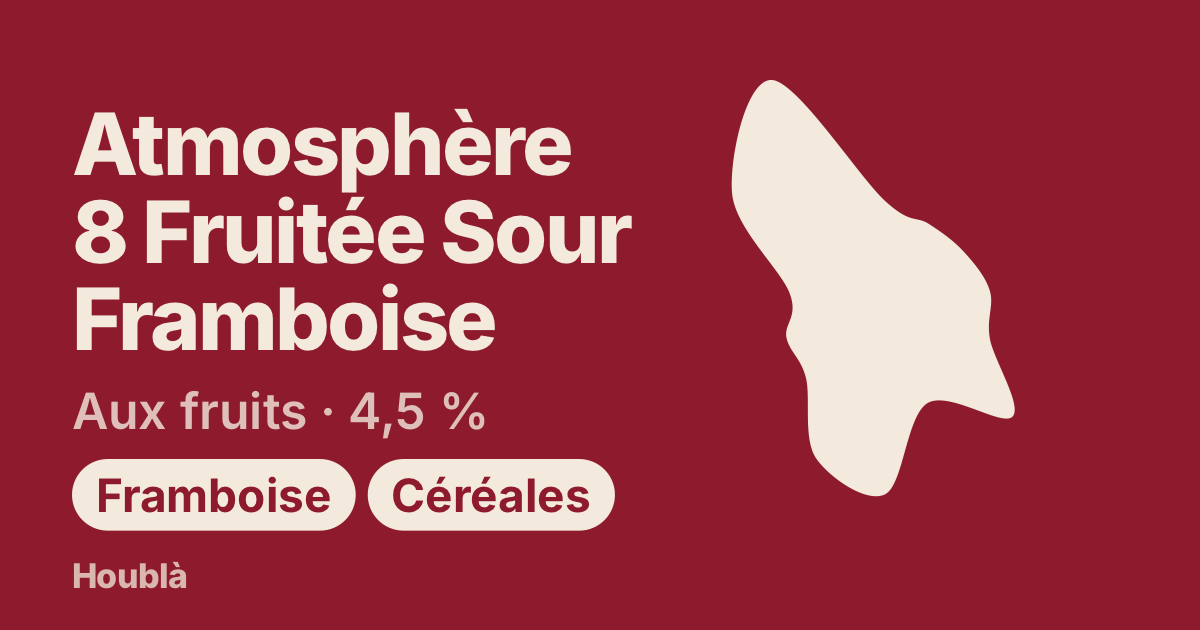 Atmosphère
8 Fruitée Sour
Framboise
Aux fruits · 4,5 %
Framboise Céréales
Houblà